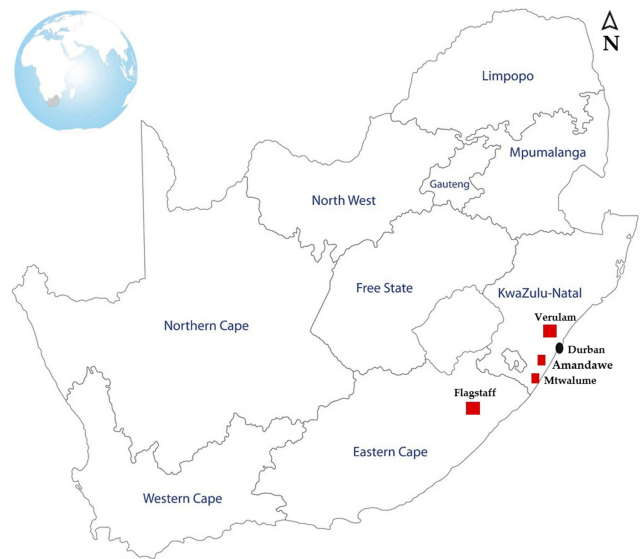 N
Limpopo
Mpumalanga
Gauteng
North West
Free State
KwaZulu-Natal
Northern Cape
Verulam
Durban
Amandawe
Mtwalume
Flagstaff
Eastern Cape
Western Cape